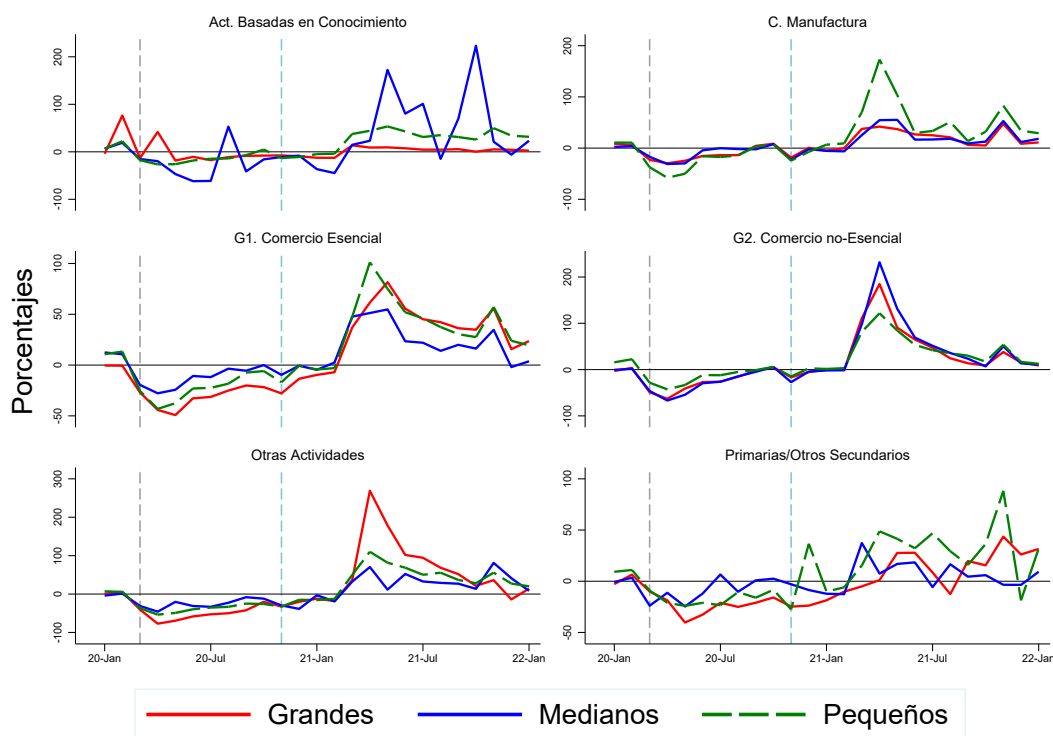 Act. Basadas en Conocimiento
C. Manufactura
200
100
0
-100
200
100
0
-100
G1. Comercio Esencial
G2. Comercio no-Esencial
Porcentajes
100
50
0
-50
200
100
0
-100
Otras Actividades
Primarias/Otros Secundarios
300
200
100
0
-100
100
50
0
-50
20-Jan
20-Jul
21-Jan
21-Jul
22-Jan
20-Jan
20-Jul
21-Jan
21-Jul
22-Jan
Grandes Medianos Pequeños